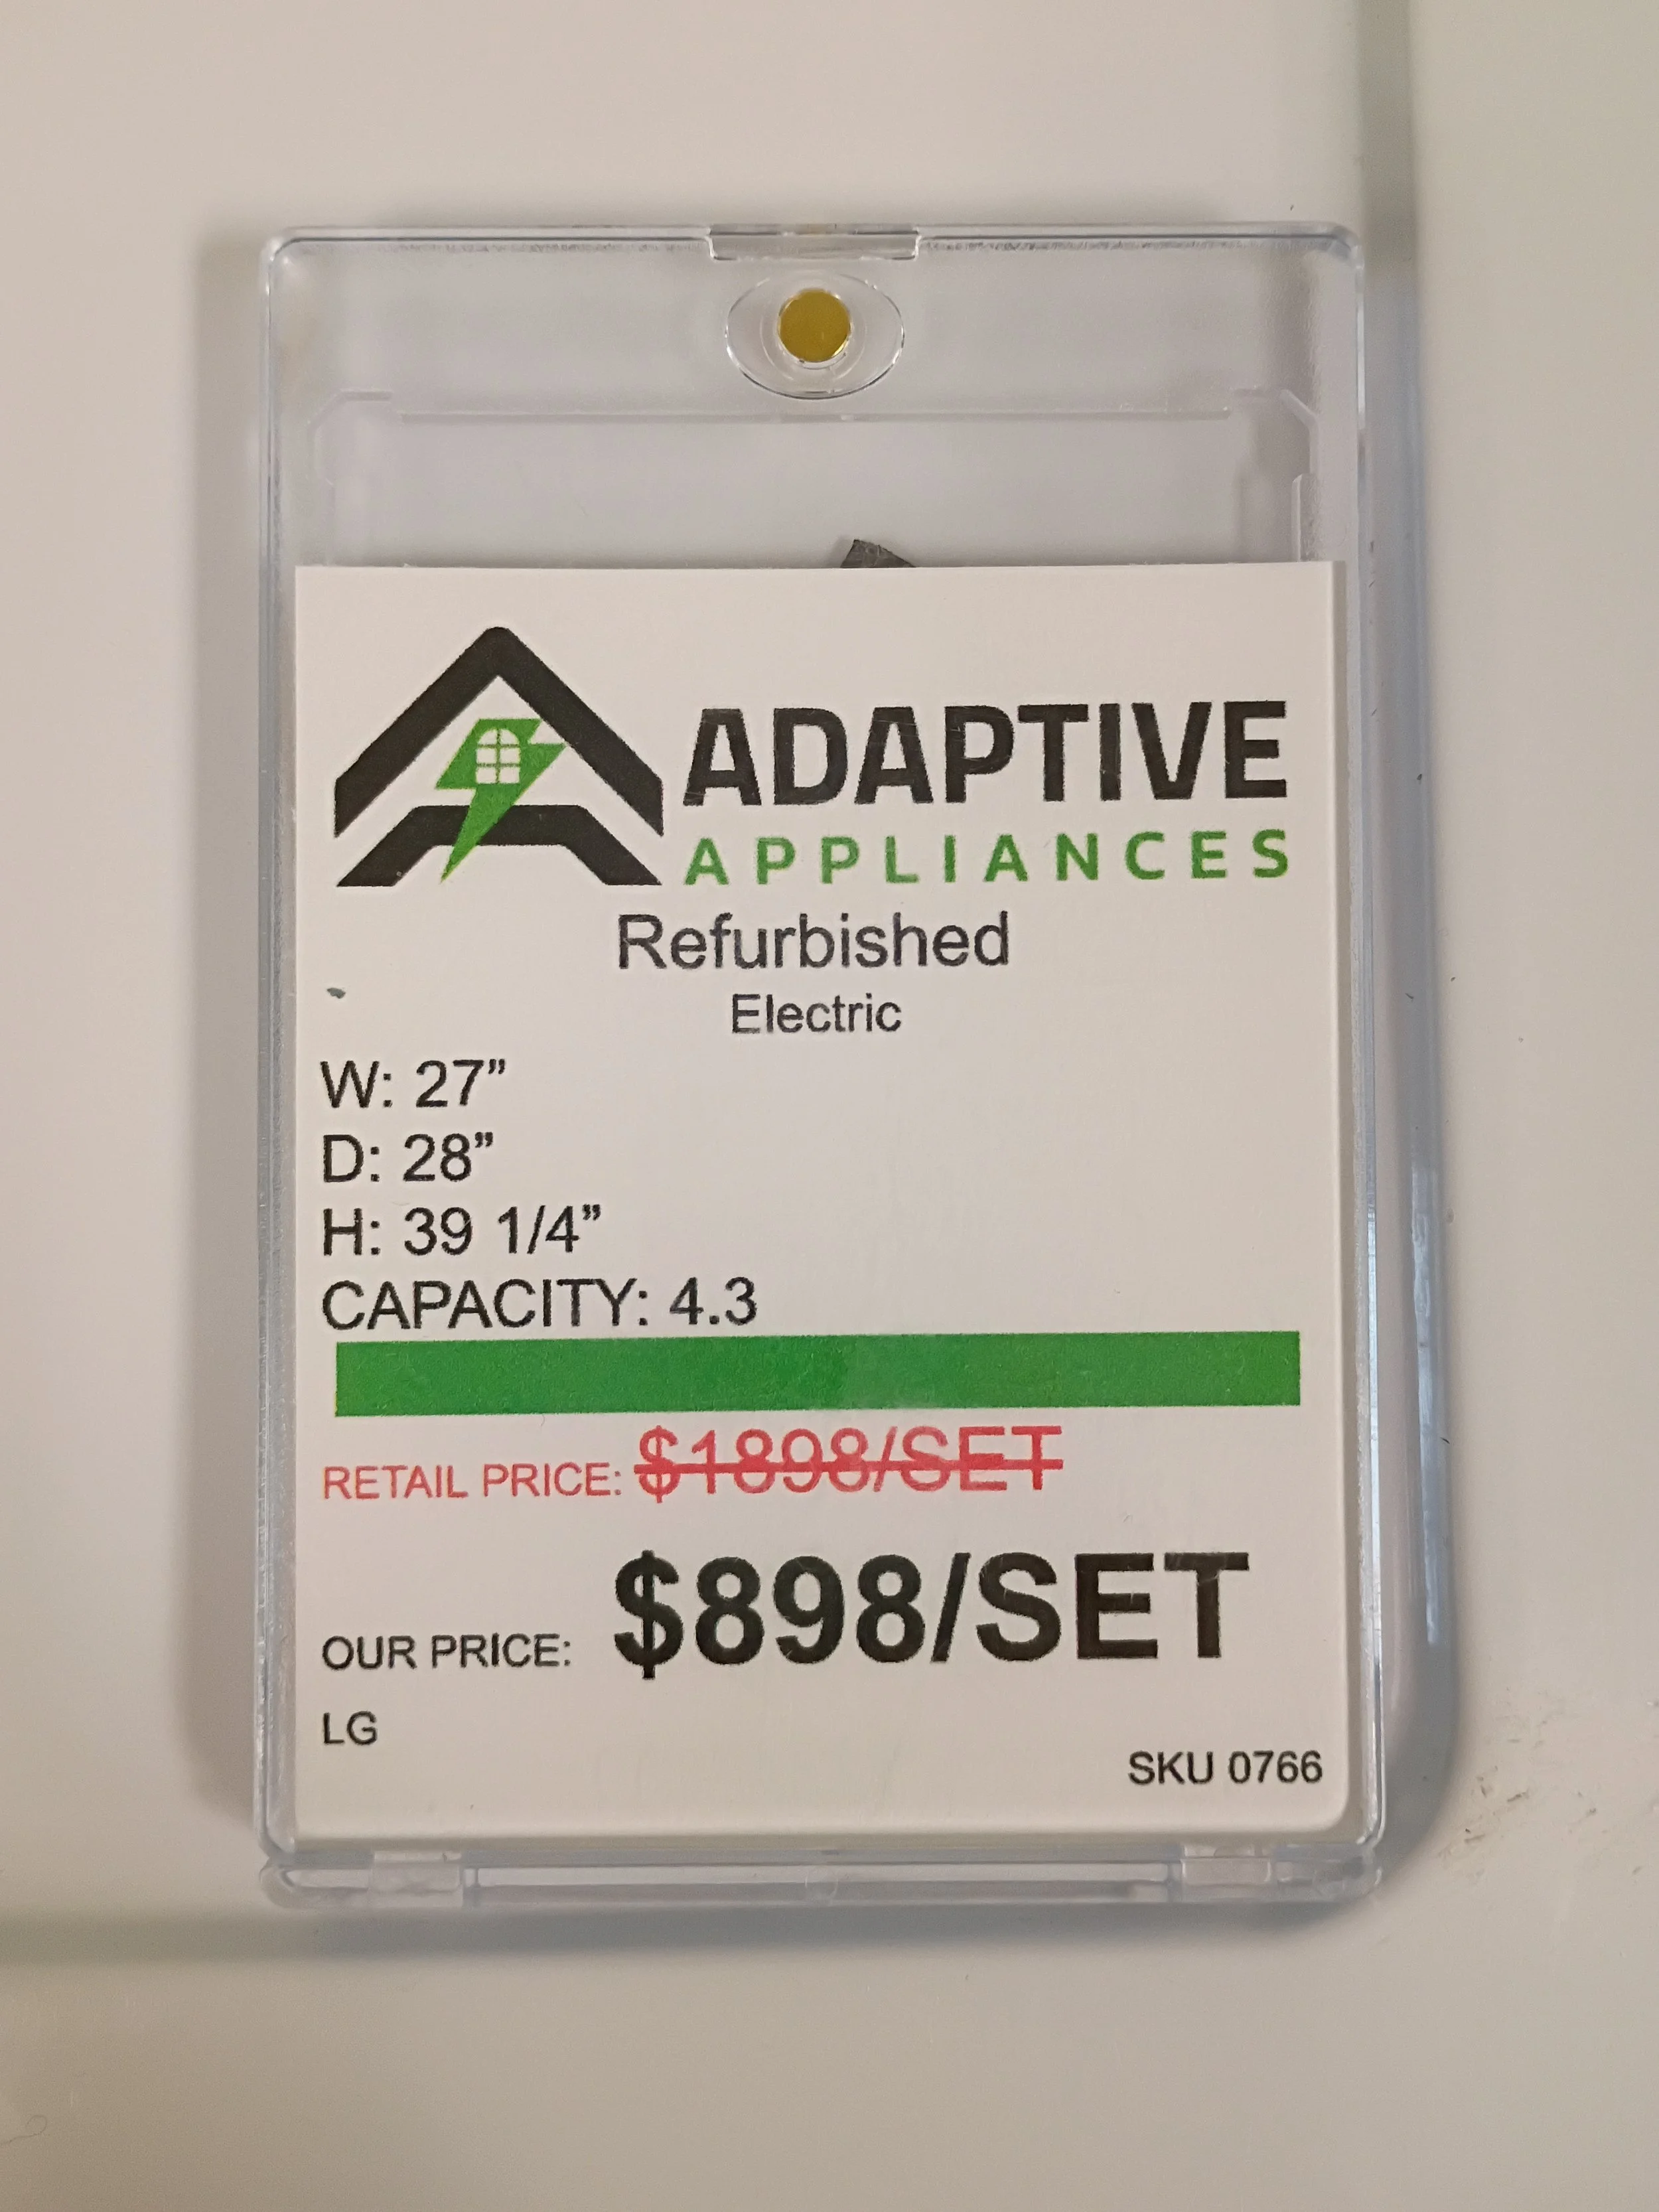 ADAPTIVE
APPLIANCES
Refurbished
Electric
W: 27”
D: 28”
H: 39 1/4”
CAPACITY: 4.3
RETAIL PRICE: $1898/SET
OUR PRICE: $898/SET
LG
SKU 0766